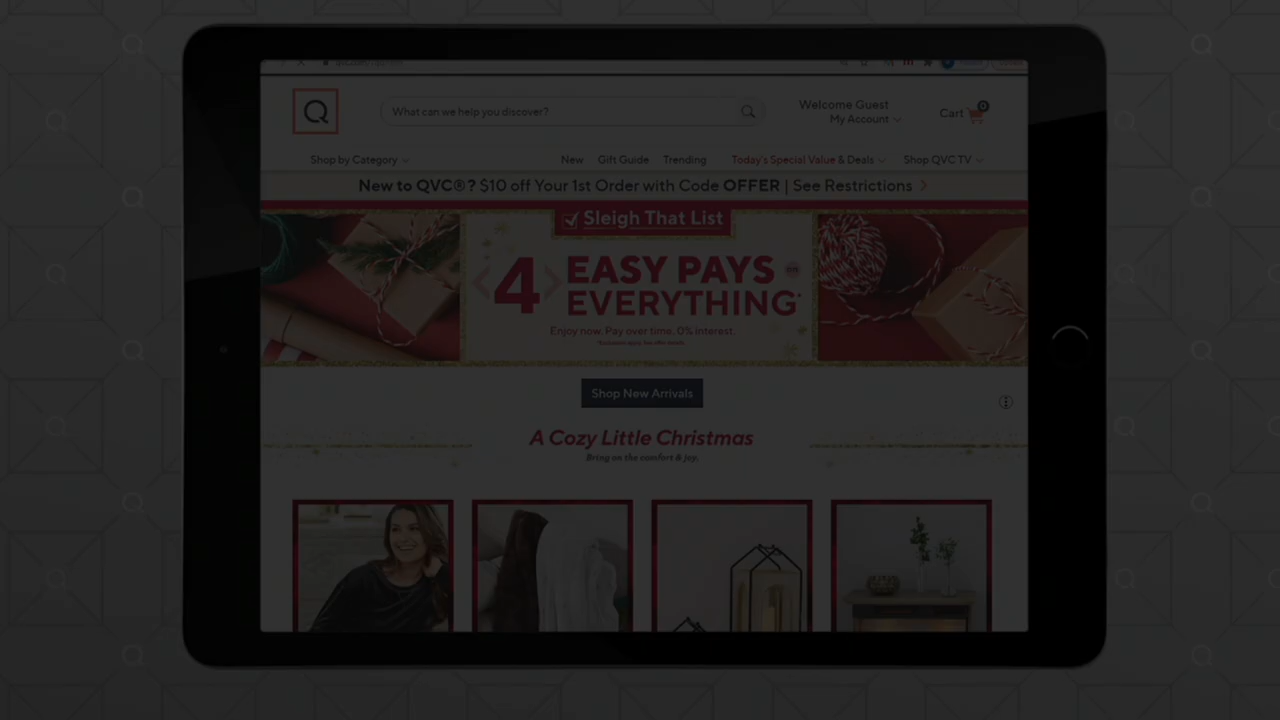 Q
What can we help you discover?
Welcome Guest
My Account
Cart
0
Shop by Category
New
Gift Guide
Trending
Today's Special Value & Deals
Shop QVC TV
New to QVC®? $10 off Your 1st Order with Code OFFER | See Restrictions
Sleigh That List
4 EASY PAYS
EVERYTHING*
Enjoy now. Pay over time. 0% interest.
Shop New Arrivals
A Cozy Little Christmas
Bring on the comfort & joy.